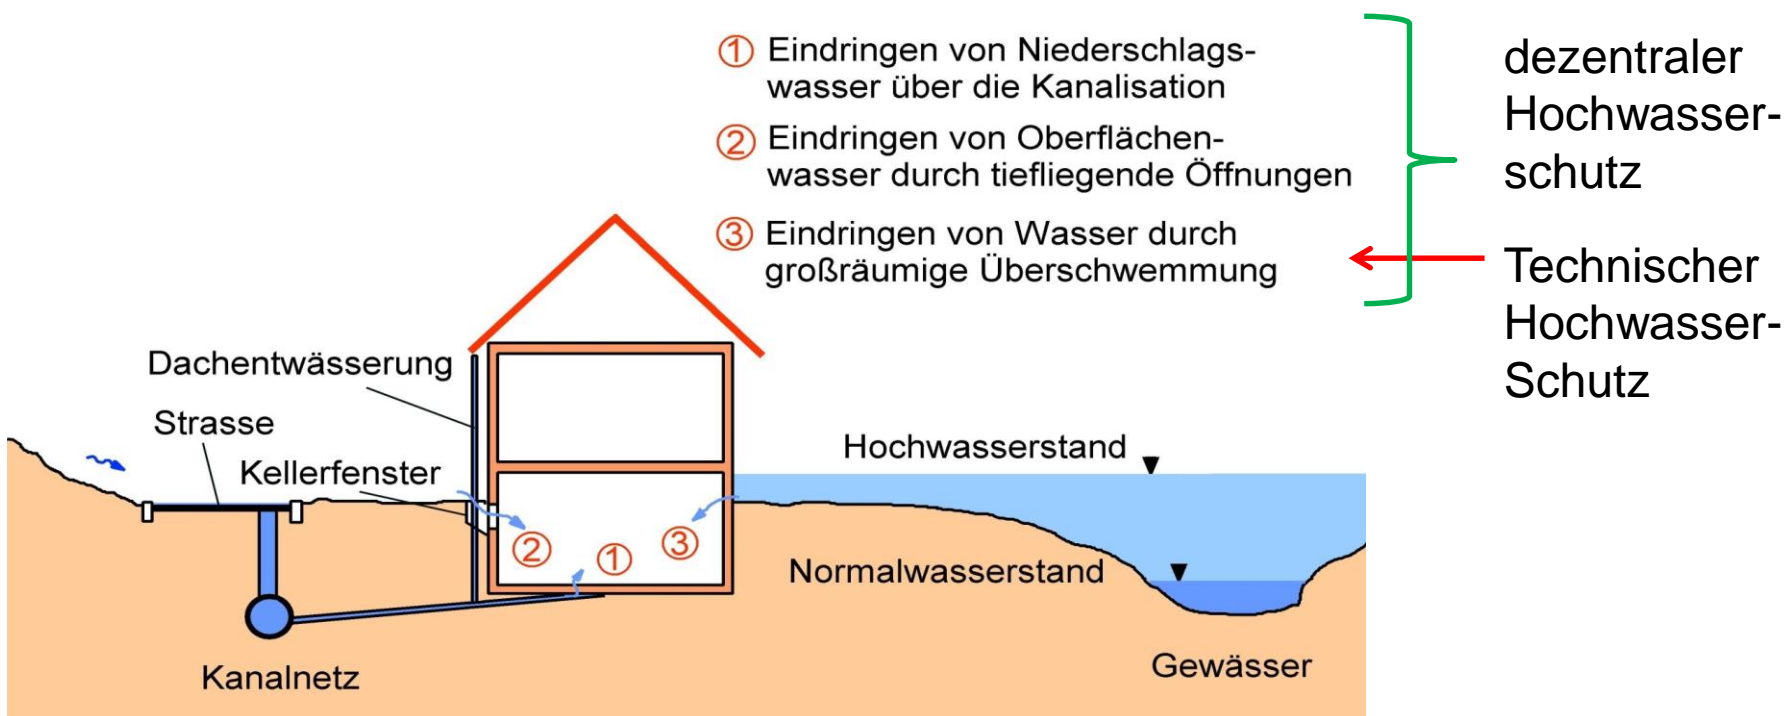 ① Eindringen von Niederschlags-
wasser über die Kanalisation
② Eindringen von Oberflächen-
wasser durch tiefliegende Öffnungen
③ Eindringen von Wasser durch
großräumige Überschwemmung
dezentraler
Hochwasser-
schutz
Technischer
Hochwasser-
Schutz
Dachentwässerung
Strasse
Kellerfenster
Hochwasserstand
② ① ③
Normalwasserstand
Kanalnetz
Gewässer